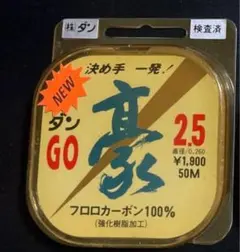 ㈱ダン
検査済
決め手 一発!
NEW
ダン
GO
豪
2.5
直径(0.260)
¥1,900
50M
フロロカーボン100%
(強化樹脂加工)